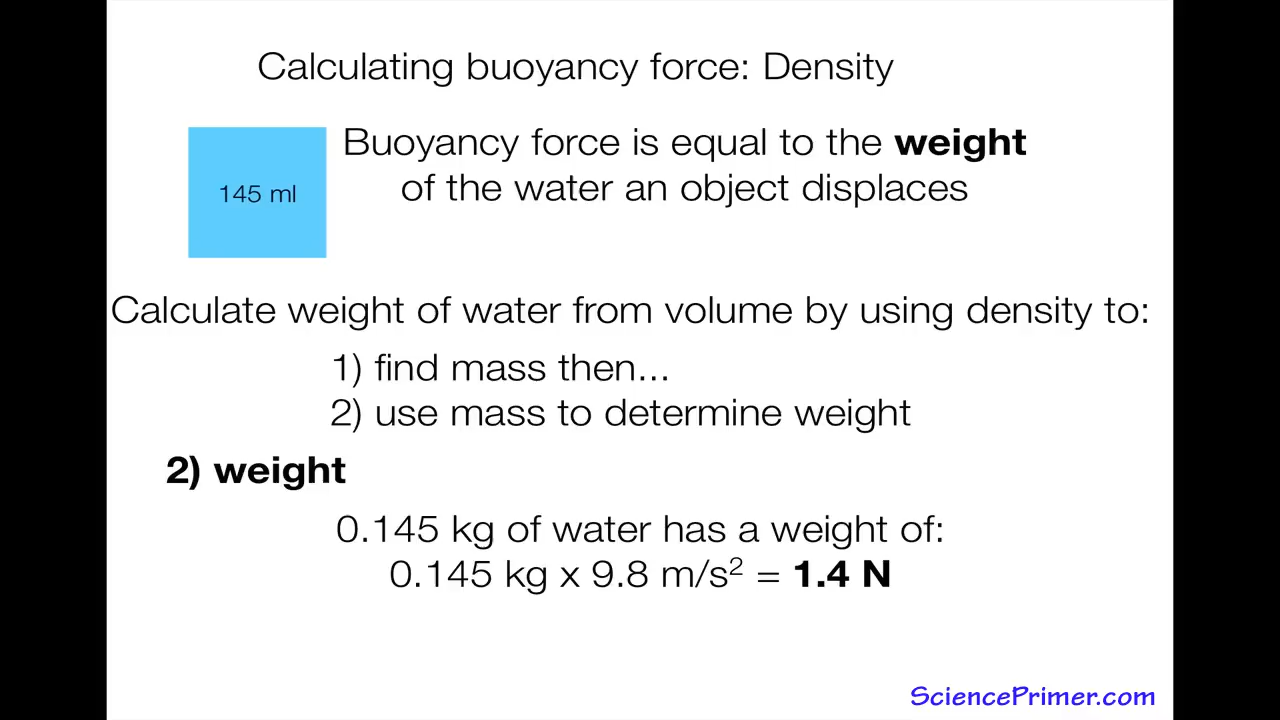 Calculating buoyancy force: Density
Buoyancy force is equal to the weight
of the water an object displaces
145 ml
Calculate weight of water from volume by using density to:
1) find mass then...
2) use mass to determine weight
2) weight
0.145 kg of water has a weight of:
0.145 kg x 9.8 m/s² = 1.4 N
SciencePrimer.com